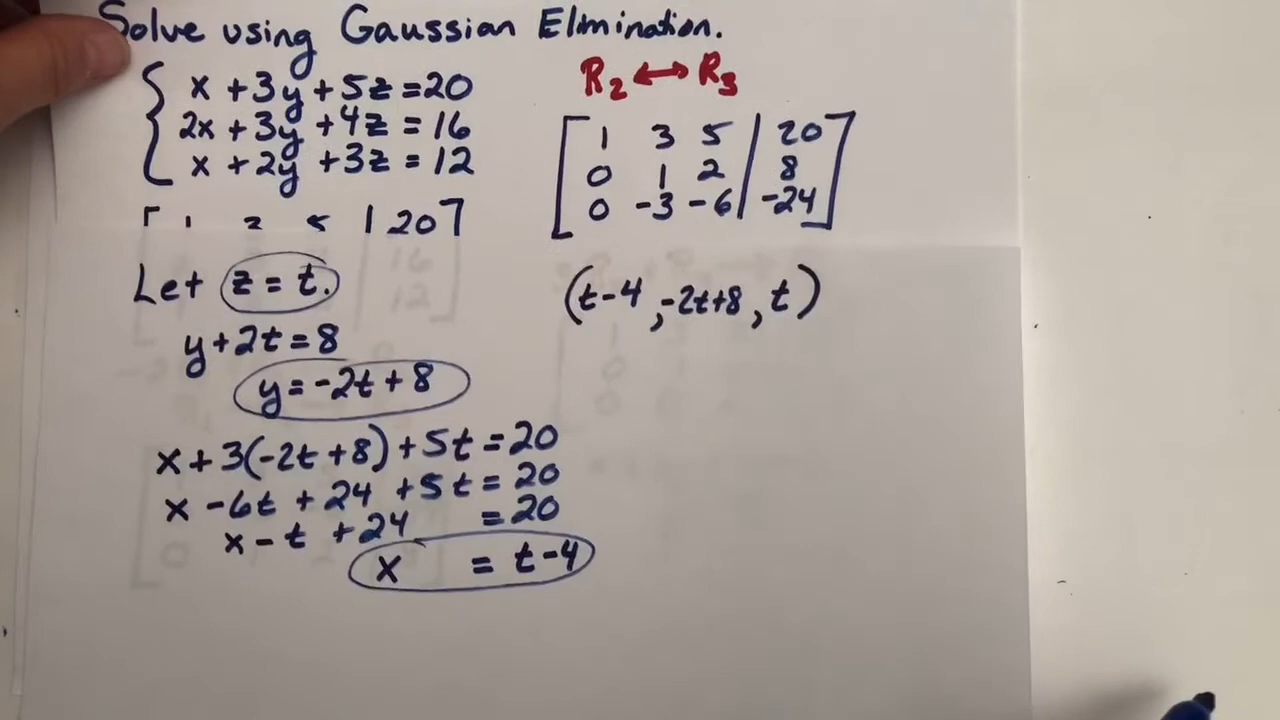 Solve using Gaussian Elimination.
x + 3y + 5z = 20
2x + 3y + 4z = 16
x + 2y + 3z = 12
| 20 ]
Let z = t.
y + 2t = 8
y = -2t + 8
x + 3(-2t + 8) + 5t = 20
x - 6t + 24 + 5t = 20
x - t + 24 = 20
x = t - 4
R2 ↔ R3
1 3 5 | 20
0 1 2 | 8
0 -3 -6 | -24
(t-4, -2t+8, t)